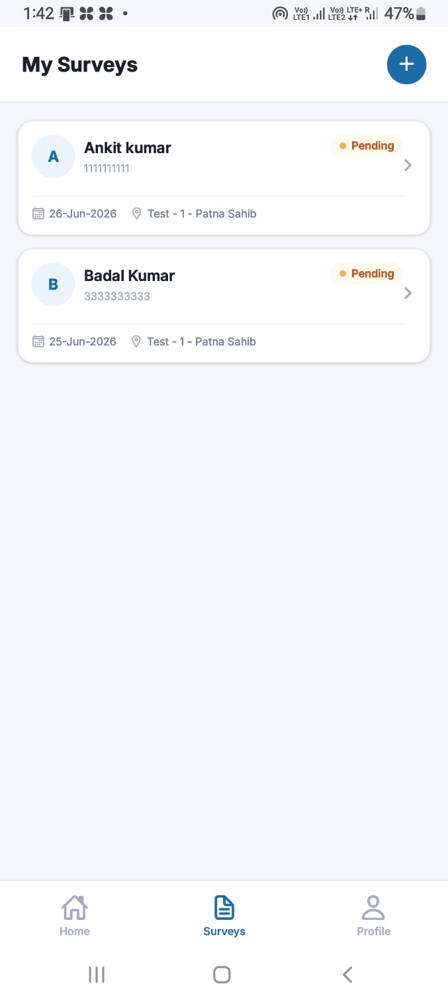 1:42
Vo) LTE1 Vo) LTE+ R LTE2 47%
My Surveys
A
Ankit kumar
Pending
1111111111
26-Jun-2026 Test - 1 - Patna Sahib
B
Badal Kumar
Pending
3333333333
25-Jun-2026 Test - 1 - Patna Sahib
Home Surveys Profile